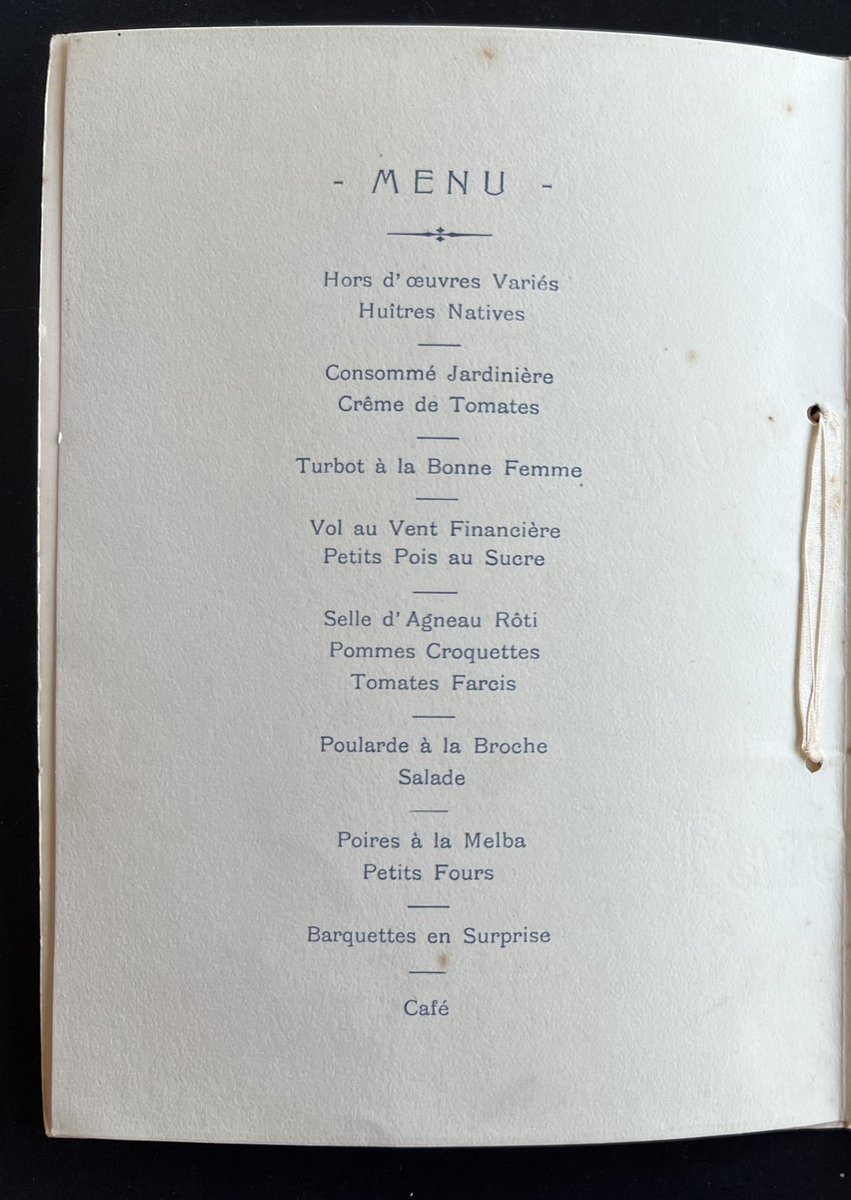 - MENU -
Hors d'œuvres Variés
Huîtres Natives
Consommé Jardinière
Crême de Tomates
Turbot à la Bonne Femme
Vol au Vent Financière
Petits Pois au Sucre
Selle d'Agneau Rôti
Pommes Croquettes
Tomates Farcis
Poularde à la Broche
Salade
Poires à la Melba
Petits Fours
Barquettes en Surprise
Café